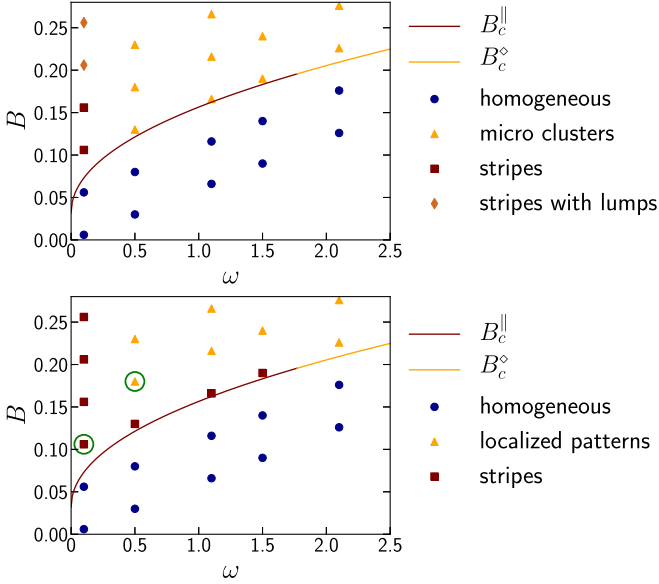 0.25
0.20
0.15
0.10
0.05
0.00
B
0 0.5 1.0 1.5 2.0 2.5
ω
B_c^∥
B_c^⋄
homogeneous
micro clusters
stripes
stripes with lumps
0.25
0.20
0.15
0.10
0.05
0.00
B
0 0.5 1.0 1.5 2.0 2.5
ω
B_c^∥
B_c^⋄
homogeneous
localized patterns
stripes